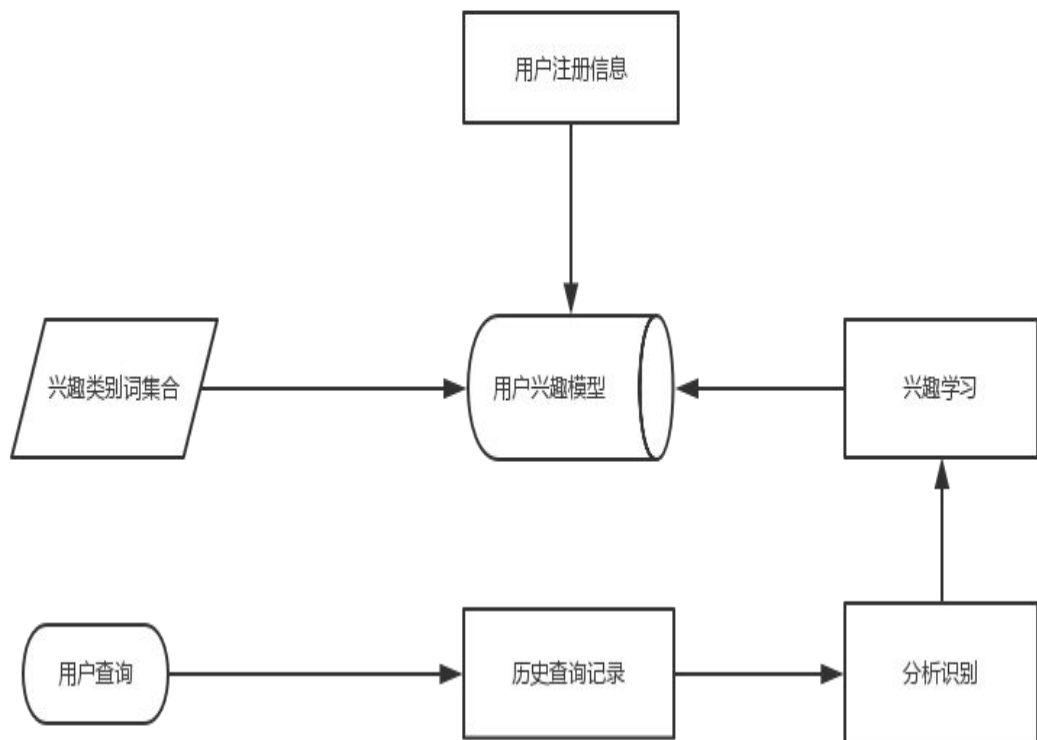 用户注册信息
兴趣类别词集合
用户兴趣模型
兴趣学习
用户查询
历史查询记录
分析识别